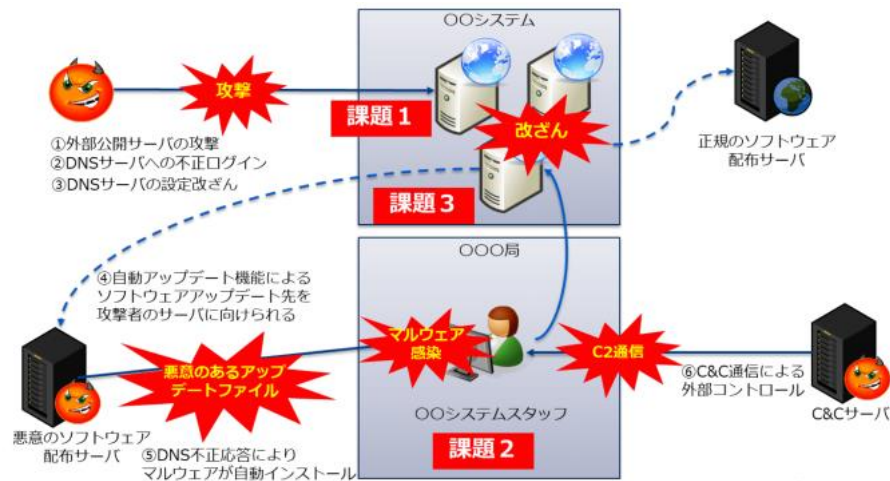 〇〇システム
攻撃
課題１
改ざん
課題３
正規のソフトウェア
配布サーバ
①外部公開サーバの攻撃
②DNSサーバへの不正ログイン
③DNSサーバの設定改ざん
〇〇〇局
④自動アップデート機能による
ソフトウェアアップデート先を
攻撃者のサーバに向けられる
マルウェア
感染
C2通信
悪意のあるアップ
デートファイル
⑥C&C通信による
外部コントロール
〇〇システムスタッフ
課題２
C&Cサーバ
悪意のソフトウェア
配布サーバ
⑤DNS不正応答により
マルウェアが自動インストール